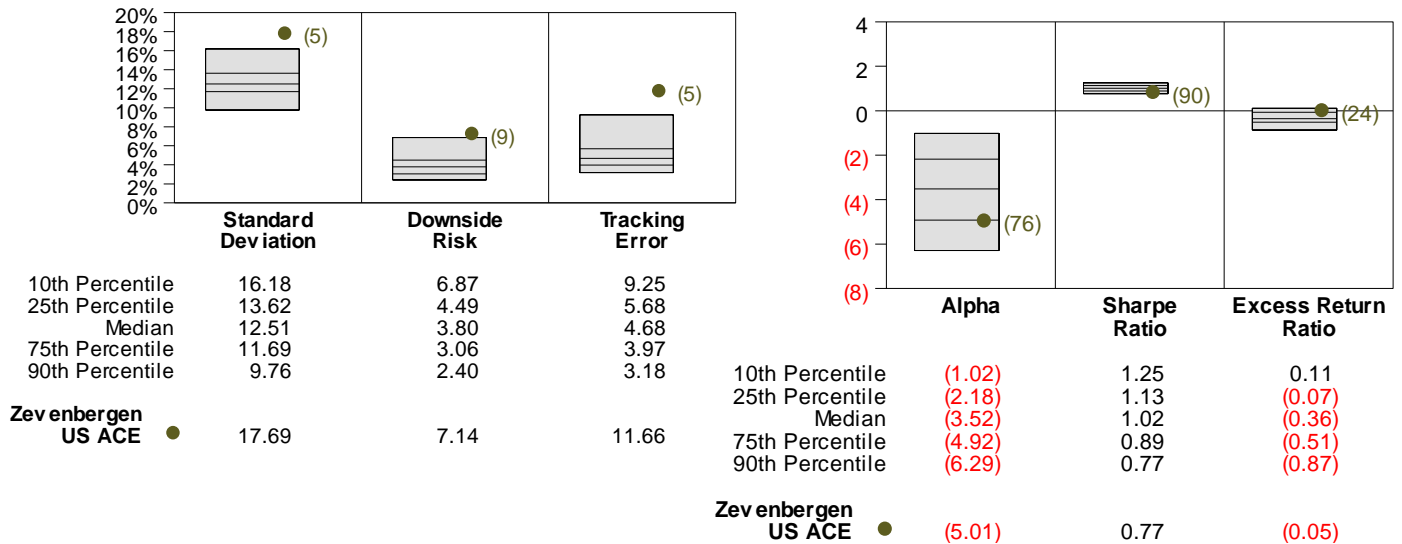 20%
18%
16%
14%
12%
10%
8%
6%
4%
2%
0%
(5)
(9)
(5)
Standard Deviation
Downside Risk
Tracking Error
10th Percentile 16.18 6.87 9.25
25th Percentile 13.62 4.49 5.68
Median 12.51 3.80 4.68
75th Percentile 11.69 3.06 3.97
90th Percentile 9.76 2.40 3.18
Zevenbergen
US ACE 17.69 7.14 11.66
4
2
0
(2)
(4)
(6)
(8)
(76)
(90)
(24)
Alpha
Sharpe Ratio
Excess Return Ratio
10th Percentile (1.02) 1.25 0.11
25th Percentile (2.18) 1.13 (0.07)
Median (3.52) 1.02 (0.36)
75th Percentile (4.92) 0.89 (0.51)
90th Percentile (6.29) 0.77 (0.87)
Zevenbergen
US ACE (5.01) 0.77 (0.05)